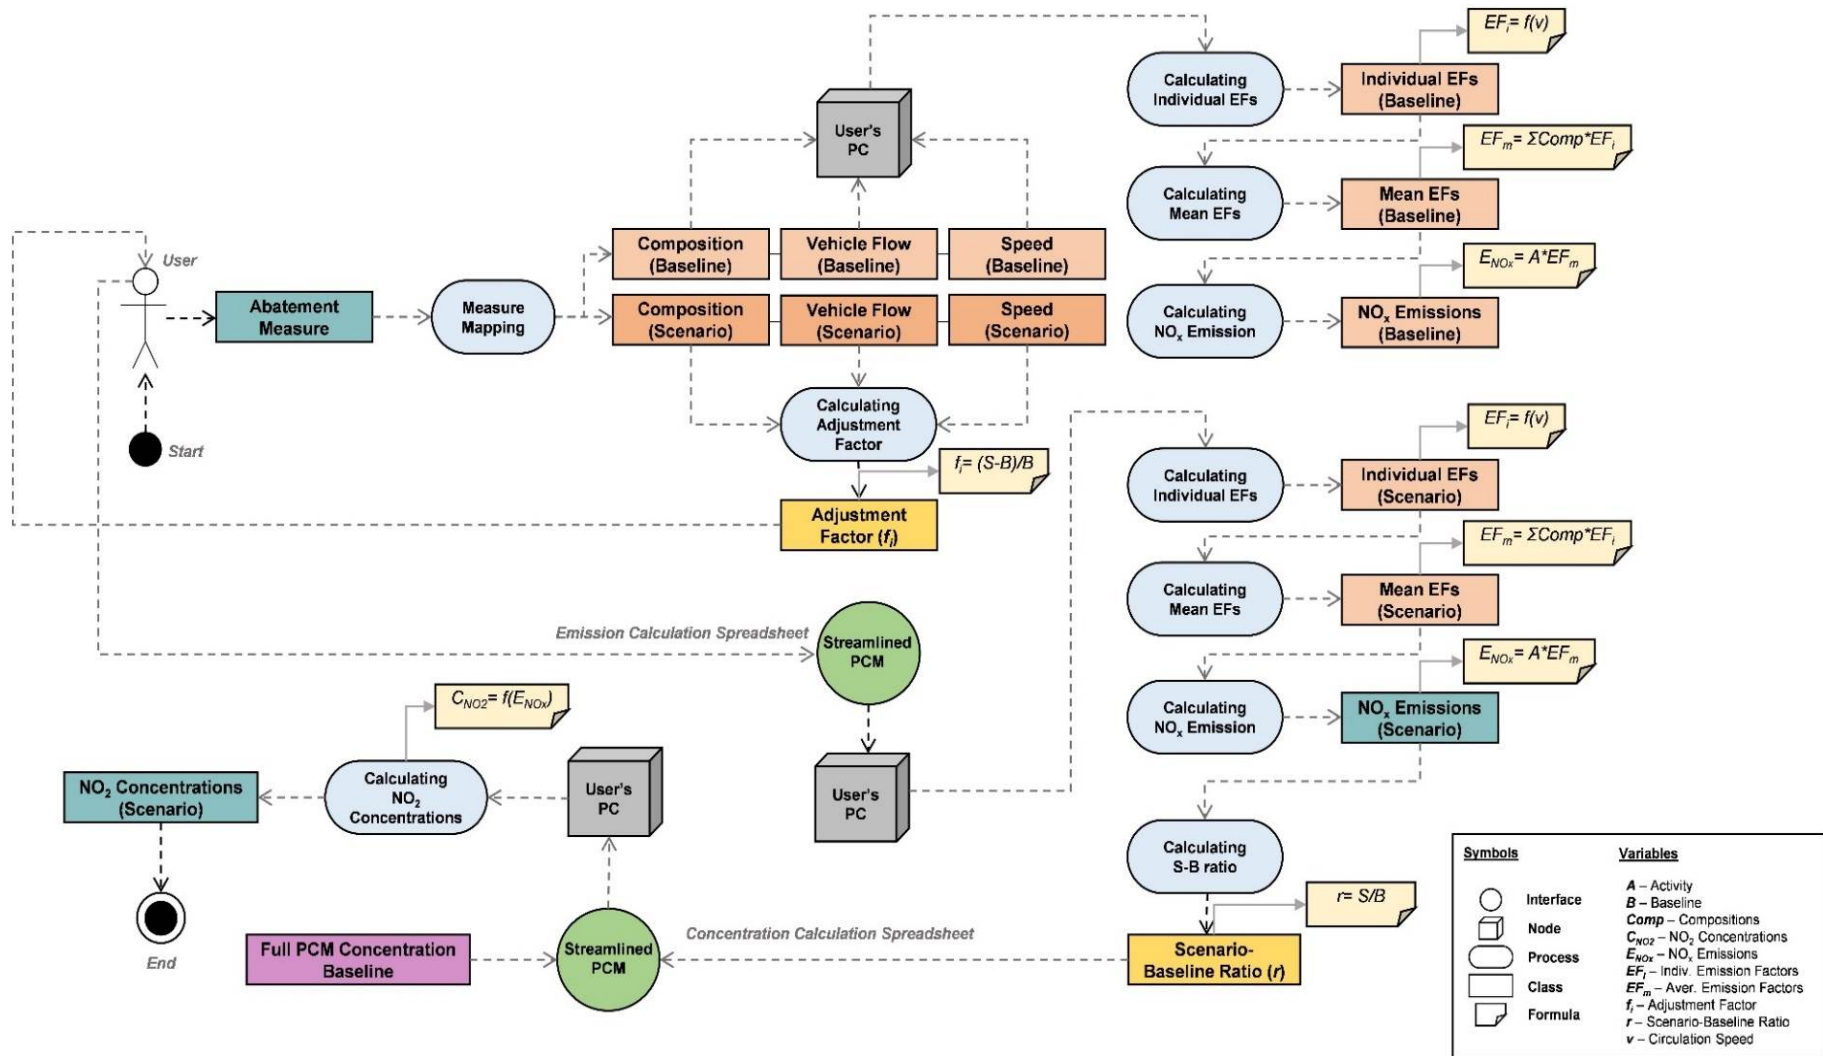 EFi= f(v)
Calculating
Individual EFs
Individual EFs
(Baseline)
User's
PC
EFm= ΣComp*EFi
Calculating
Mean EFs
Mean EFs
(Baseline)
User
Composition
(Baseline)
Vehicle Flow
(Baseline)
Speed
(Baseline)
ENOx= A*EFm
Abatement
Measure
Measure
Mapping
Composition
(Scenario)
Vehicle Flow
(Scenario)
Speed
(Scenario)
Calculating
NOx Emission
NOx Emissions
(Baseline)
Calculating
Adjustment
Factor
Start
fi= (S-B)/B
Adjustment
Factor (fi)
EFi= f(v)
Calculating
Individual EFs
Individual EFs
(Scenario)
EFm= ΣComp*EFi
Calculating
Mean EFs
Mean EFs
(Scenario)
Emission Calculation Spreadsheet
Streamlined
PCM
ENOx= A*EFm
Calculating
NOx Emission
NOx Emissions
(Scenario)
CNO2= f(ENOx)
NO2 Concentrations
(Scenario)
Calculating
NO2
Concentrations
User's
PC
User's
PC
Calculating
S-B ratio
r= S/B
End
Full PCM Concentration
Baseline
Streamlined
PCM
Concentration Calculation Spreadsheet
Scenario-
Baseline Ratio (r)
Symbols
Interface
Node
Process
Class
Formula
Variables
A – Activity
B – Baseline
Comp – Compositions
CNO2 – NO2 Concentrations
ENOx – NOx Emissions
EFi – Indiv. Emission Factors
EFm – Aver. Emission Factors
fi – Adjustment Factor
r – Scenario-Baseline Ratio
v – Circulation Speed